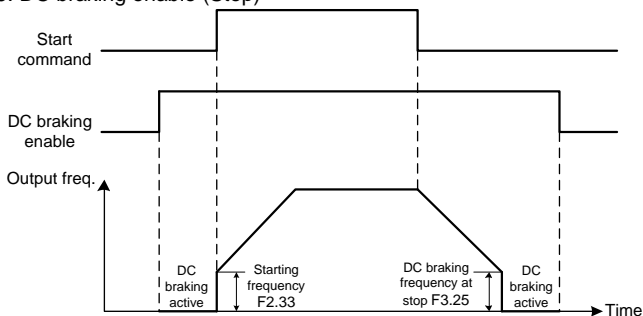 DC braking enable (Stop)
Start
command
DC braking
enable
Output freq.
DC
braking
active
Starting
frequency
F2.33
DC braking
frequency at
stop F3.25
DC
braking
active
Time